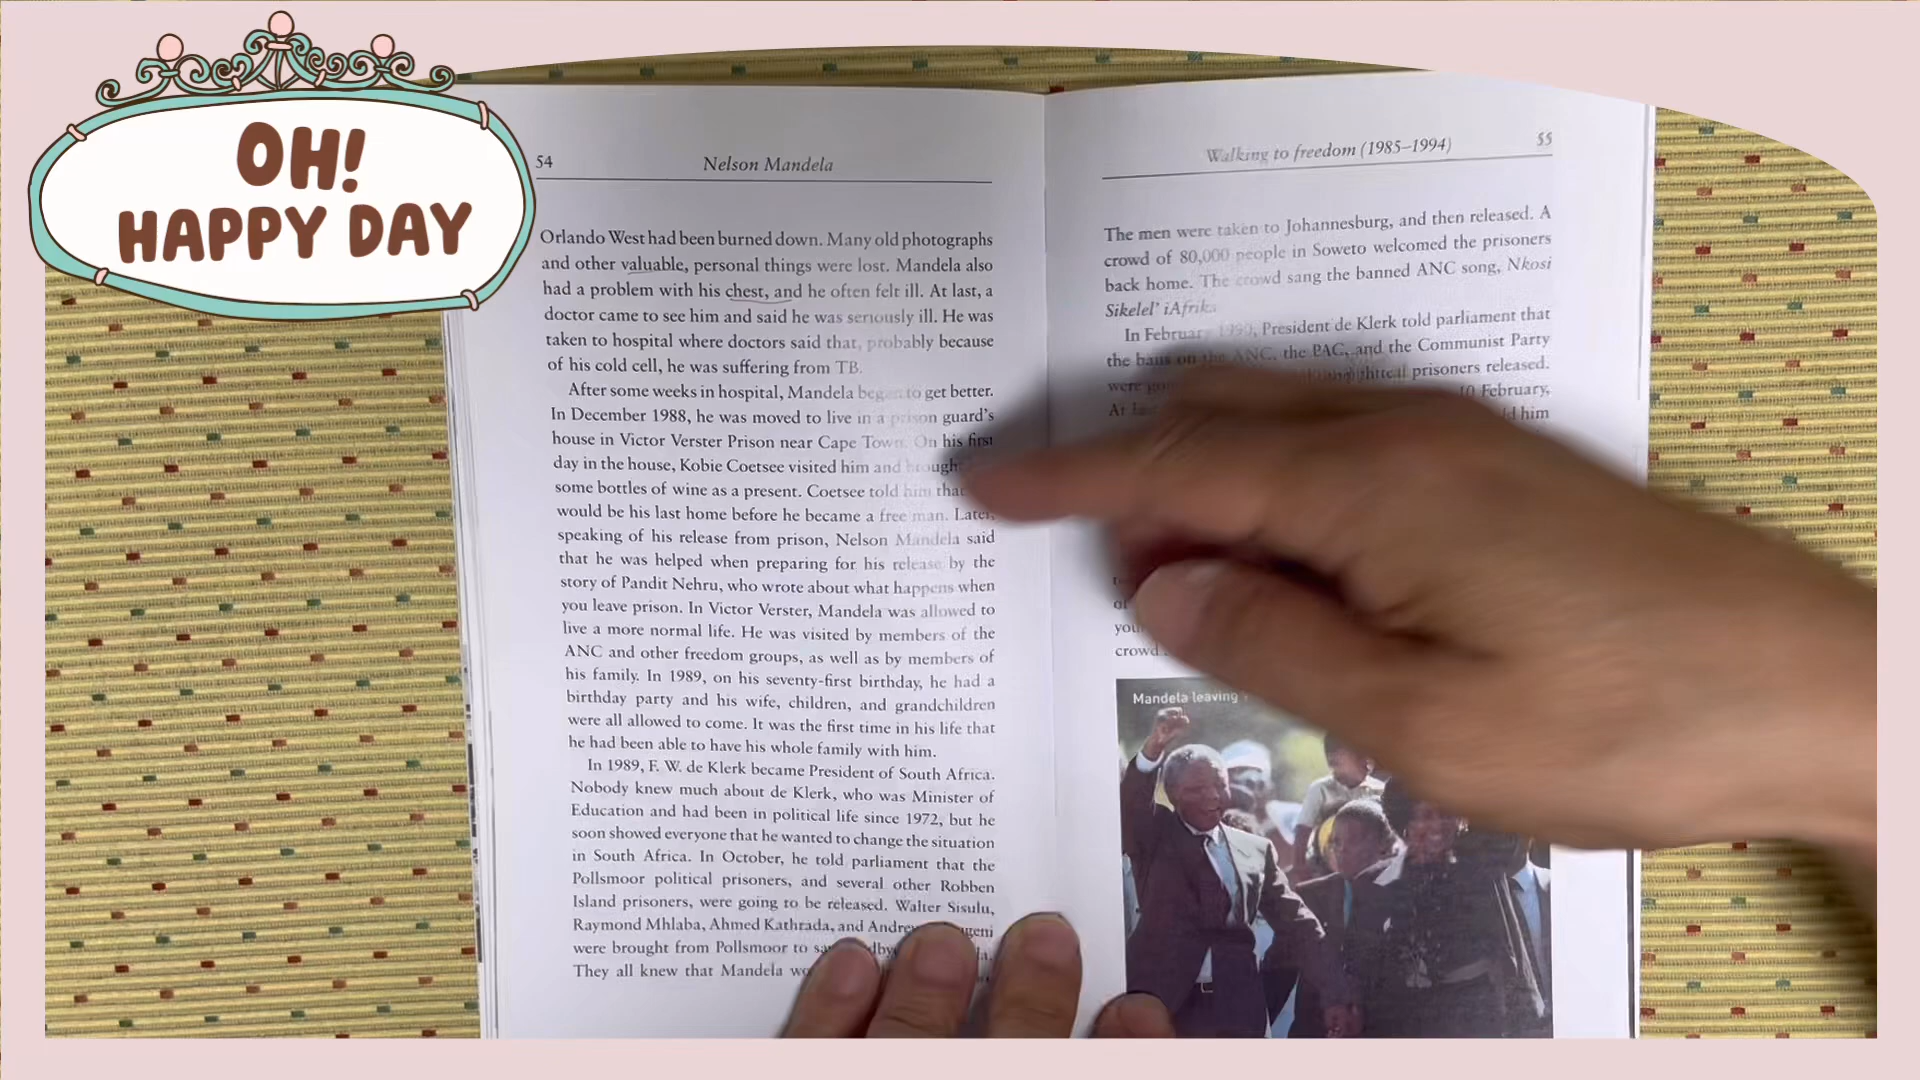 OH!
HAPPY DAY
54
Nelson Mandela
Orlando West had been burned down. Many old photographs
and other valuable, personal things were lost. Mandela also
had a problem with his chest, and he often felt ill. At last, a
doctor came to see him and said he was seriously ill. He was
taken to hospital where doctors said that, probably because
of his cold cell, he was suffering from TB.
After some weeks in hospital, Mandela began to get better.
In December 1988, he was moved to live in a prison guard's
house in Victor Verster Prison near Cape Town. On his first
day in the house, Kobie Coetsee visited him and brough
some bottles of wine as a present. Coetsee told him that
would be his last home before he became a free man. Later,
speaking of his release from prison, Nelson Mandela said
that he was helped when preparing for his release by the
story of Pandit Nehru, who wrote about what happens when
you leave prison. In Victor Verster, Mandela was allowed to
live a more normal life. He was visited by members of the
ANC and other freedom groups, as well as by members of
his family. In 1989, on his seventy-first birthday, he had a
birthday party and his wife, children, and grandchildren
were all allowed to come. It was the first time in his life that
he had been able to have his whole family with him.
In 1989, F. W. de Klerk became President of South Africa.
Nobody knew much about de Klerk, who was Minister of
Education and had been in political life since 1972, but he
soon showed everyone that he wanted to change the situation
in South Africa. In October, he told parliament that the
Pollsmoor political prisoners, and several other Robben
Island prisoners, were going to be released. Walter Sisulu,
Raymond Mhlaba, Ahmed Kathrada, and Andre geni
were brought from Pollsmoor to
They all knew that Mandela
Walking to freedom (1985–1994)
55
The men were taken to Johannesburg, and then released. A
crowd of 80,000 people in Soweto welcomed the prisoners
back home. The crowd sang the banned ANC song, Nkosi
Sikelel' iAfrika
In February 1990, President de Klerk told parliament that
the bans on the ANC, the PAC, and the Communist Party
were prisoners released.
10 February,
him
you
crowd
Mandela leaving